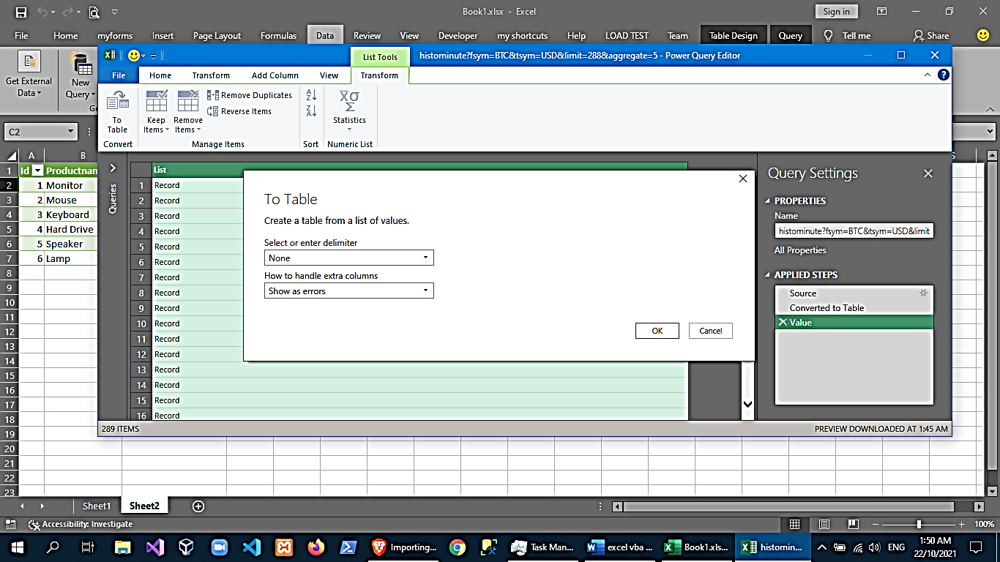 Book1.xlsx - Excel
Sign in
File Home myforms Insert Page Layout Formulas Data Review View Developer my shortcuts Help LOAD TEST Team Table Design Query Tell me Share
Get External Data
New Query
List Tools
histominute?fsym=BTC&tsym=USD&limit=288&aggregate=5 - Power Query Editor
File Home Transform Add Column View Transform
To Table
Keep Items
Remove Items
Remove Duplicates
Reverse Items
Statistics
Convert
Manage Items
Sort
Numeric List
C2
A B
1 Id Productnam
2 1 Monitor
3 2 Mouse
4 3 Keyboard
5 4 Hard Drive
6 5 Speaker
7 6 Lamp
8
9
10
11
12
13
14
15
16
17
18
19
20
21
22
23
Queries
List
1 Record
2 Record
3 Record
4 Record
5 Record
6 Record
7 Record
8 Record
9 Record
10 Record
11 Record
12 Record
13 Record
14 Record
15 Record
16 Record
To Table
Create a table from a list of values.
Select or enter delimiter
None
How to handle extra columns
Show as errors
OK Cancel
Query Settings
PROPERTIES
Name
histominute?fsym=BTC&tsym=USD&limit
All Properties
APPLIED STEPS
Source
Converted to Table
Value
289 ITEMS
PREVIEW DOWNLOADED AT 1:45 AM
Sheet1 Sheet2
Accessibility: Investigate
100%
Importing...
Task Man...
excel vba ...
Book1.xls...
histomin...
ENG
1:50 AM
22/10/2021